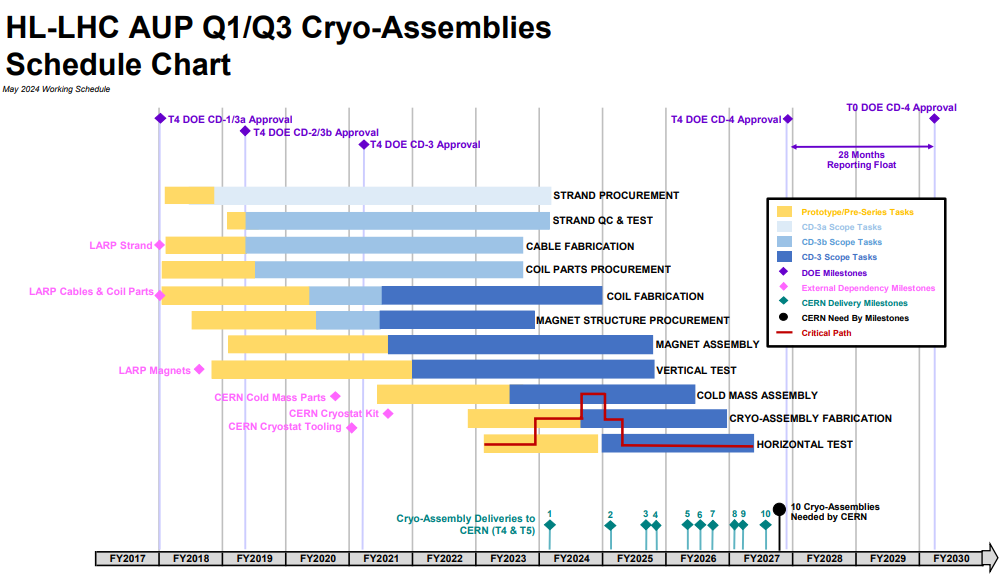 HL-LHC AUP Q1/Q3 Cryo-Assemblies
Schedule Chart
May 2024 Working Schedule
T4 DOE CD-1/3a Approval
T4 DOE CD-2/3b Approval
T4 DOE CD-3 Approval
T4 DOE CD-4 Approval
T0 DOE CD-4 Approval
28 Months
Reporting Float
STRAND PROCUREMENT
STRAND QC & TEST
LARP Strand
CABLE FABRICATION
COIL PARTS PROCUREMENT
LARP Cables & Coil Parts
COIL FABRICATION
MAGNET STRUCTURE PROCUREMENT
MAGNET ASSEMBLY
LARP Magnets
VERTICAL TEST
CERN Cold Mass Parts
COLD MASS ASSEMBLY
CERN Cryostat Kit
CRYO-ASSEMBLY FABRICATION
CERN Cryostat Tooling
HORIZONTAL TEST
Prototype/Pre-Series Tasks
CD-3a Scope Tasks
CD-3b Scope Tasks
CD-3 Scope Tasks
DOE Milestones
External Dependency Milestones
CERN Delivery Milestones
CERN Need By Milestones
Critical Path
Cryo-Assembly Deliveries to
CERN (T4 & T5)
1 2 3 4 5 6 7 8 9 10
10 Cryo-Assemblies
Needed by CERN
FY2017 FY2018 FY2019 FY2020 FY2021 FY2022 FY2023 FY2024 FY2025 FY2026 FY2027 FY2028 FY2029 FY2030